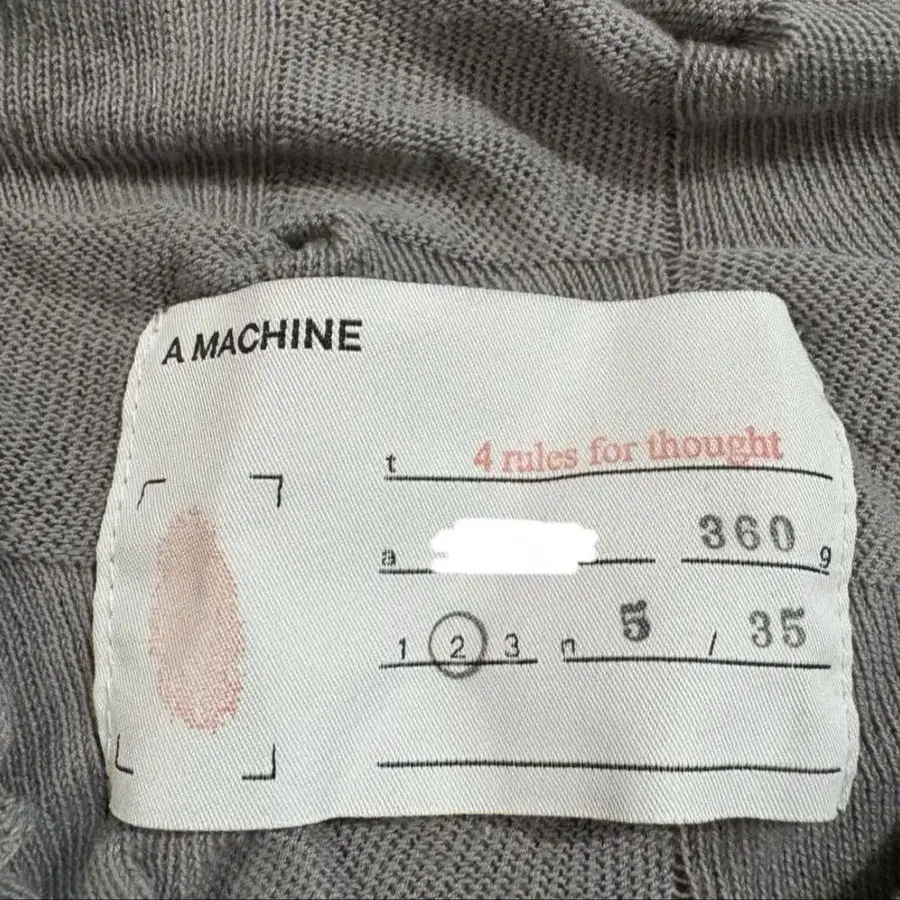 A MACHINE
t 4 rules for thought
a 360 g
1 2 3 n 5 / 35